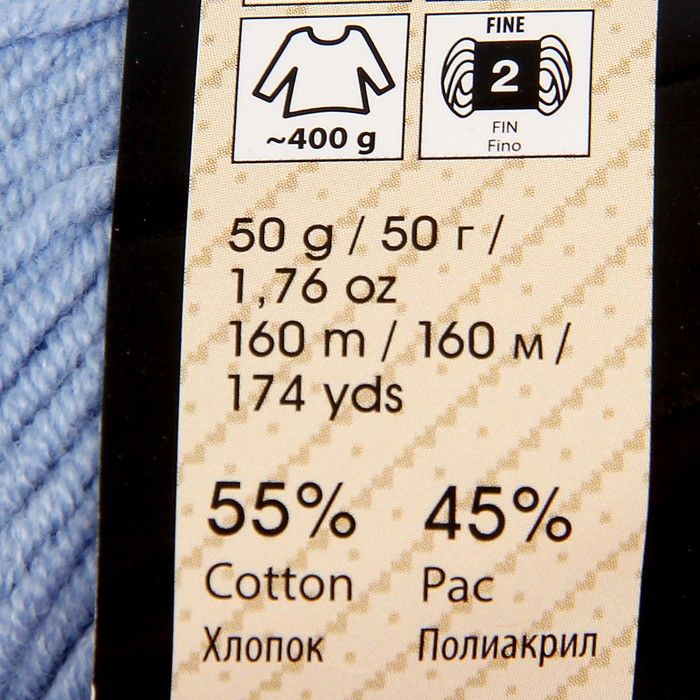 ~400 g
FINE
2
FIN
Fino
50 g / 50 г /
1,76 oz
160 m / 160 м /
174 yds
55% 45%
Cotton Pac
Хлопок Полиакрил